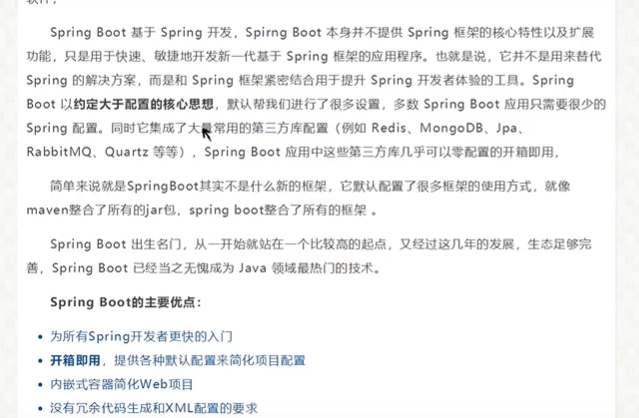 Spring Boot 基于 Spring 开发，Spirng Boot 本身并不提供 Spring 框架的核心特性以及扩展
功能，只是用于快速、敏捷地开发新一代基于 Spring 框架的应用程序。也就是说，它并不是用来替代
Spring 的解决方案，而是和 Spring 框架紧密结合用于提升 Spring 开发者体验的工具。Spring
Boot 以约定大于配置的核心思想，默认帮我们进行了很多设置，多数 Spring Boot 应用只需要很少的
Spring 配置。同时它集成了大量常用的第三方库配置（例如 Redis、MongoDB、Jpa、
RabbitMQ、Quartz 等等），Spring Boot 应用中这些第三方库几乎可以零配置的开箱即用，
简单来说就是SpringBoot其实不是什么新的框架，它默认配置了很多框架的使用方式，就像
maven整合了所有的jar包，spring boot整合了所有的框架 。
Spring Boot 出生名门，从一开始就站在一个比较高的起点，又经过这几年的发展，生态足够完
善，Spring Boot 已经当之无愧成为 Java 领域最热门的技术。
Spring Boot的主要优点：
• 为所有Spring开发者更快的入门
• 开箱即用，提供各种默认配置来简化项目配置
• 内嵌式容器简化Web项目
• 没有冗余代码生成和XML配置的要求